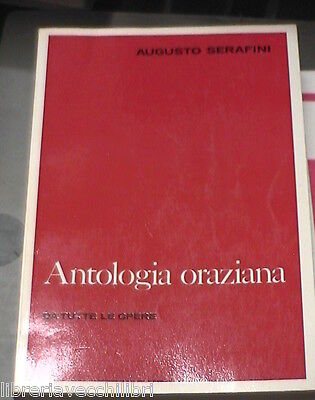 AUGUSTO SERAFINI
Antologia oraziana
DA TUTTE LE OPERE
libreriavecchilibri